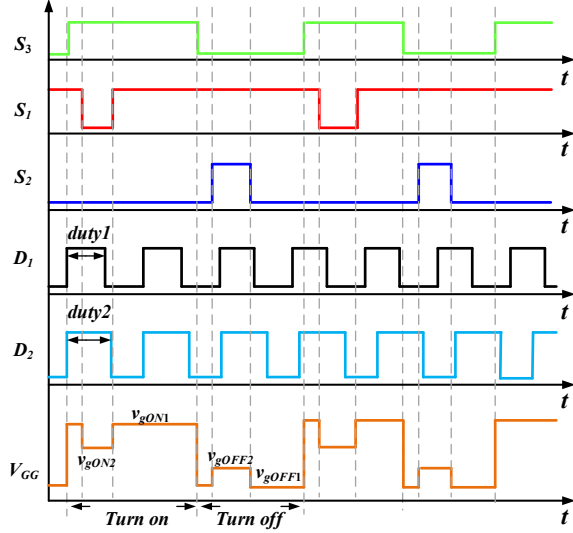 S3
t
S1
t
S2
t
duty1
D1
t
duty2
D2
t
vgON1
vgON2
vgOFF2
vgOFF1
VGG
t
Turn on
Turn off